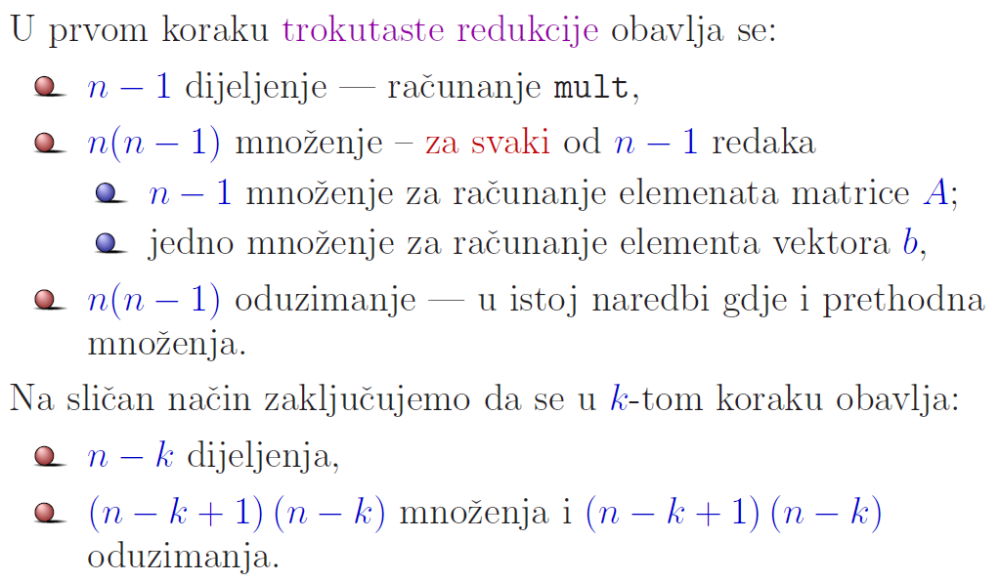 U prvom koraku trokutaste redukcije obavlja se:
n − 1 dijeljenje — računanje mult,
n(n − 1) množenje – za svaki od n − 1 redaka
n − 1 množenje za računanje elemenata matrice A;
jedno množenje za računanje elementa vektora b,
n(n − 1) oduzimanje — u istoj naredbi gdje i prethodna
množenja.
Na sličan način zaključujemo da se u k-tom koraku obavlja:
n − k dijeljenja,
(n − k + 1) (n − k) množenja i (n − k + 1) (n − k)
oduzimanja.